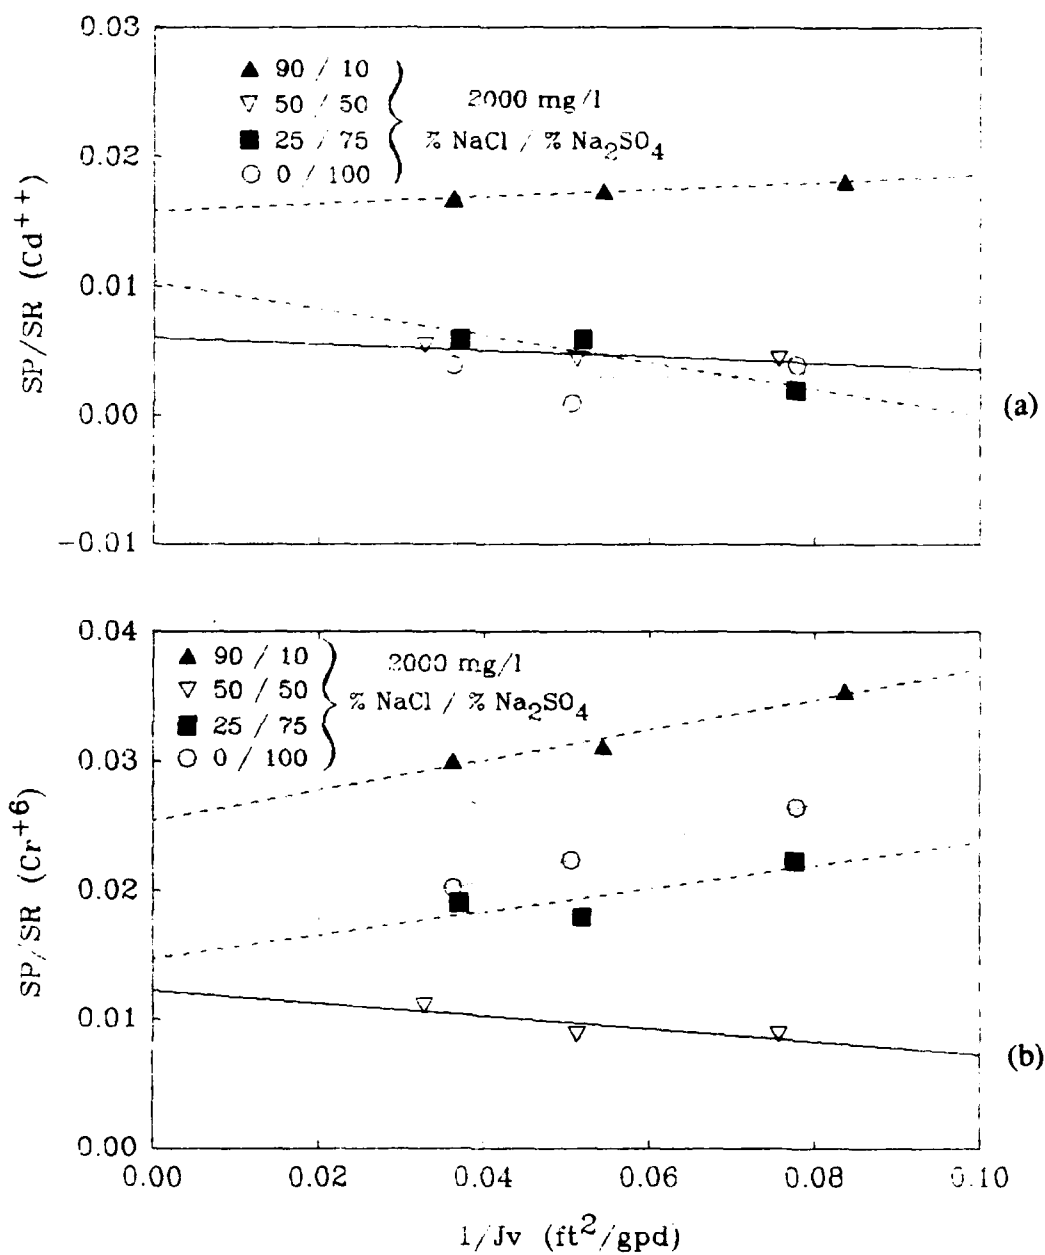 0.03
▲ 90 / 10
▽ 50 / 50
■ 25 / 75
○ 0 / 100
2000 mg/l
% NaCl / % Na2SO4
0.02
0.01
0.00
−0.01
SP/SR (Cd++)
(a)
0.04
▲ 90 / 10
▽ 50 / 50
■ 25 / 75
○ 0 / 100
2000 mg/l
% NaCl / % Na2SO4
0.03
0.02
0.01
0.00
SP/SR (Cr+6)
(b)
0.00 0.02 0.04 0.06 0.08 0.10
1/Jv (ft2/gpd)